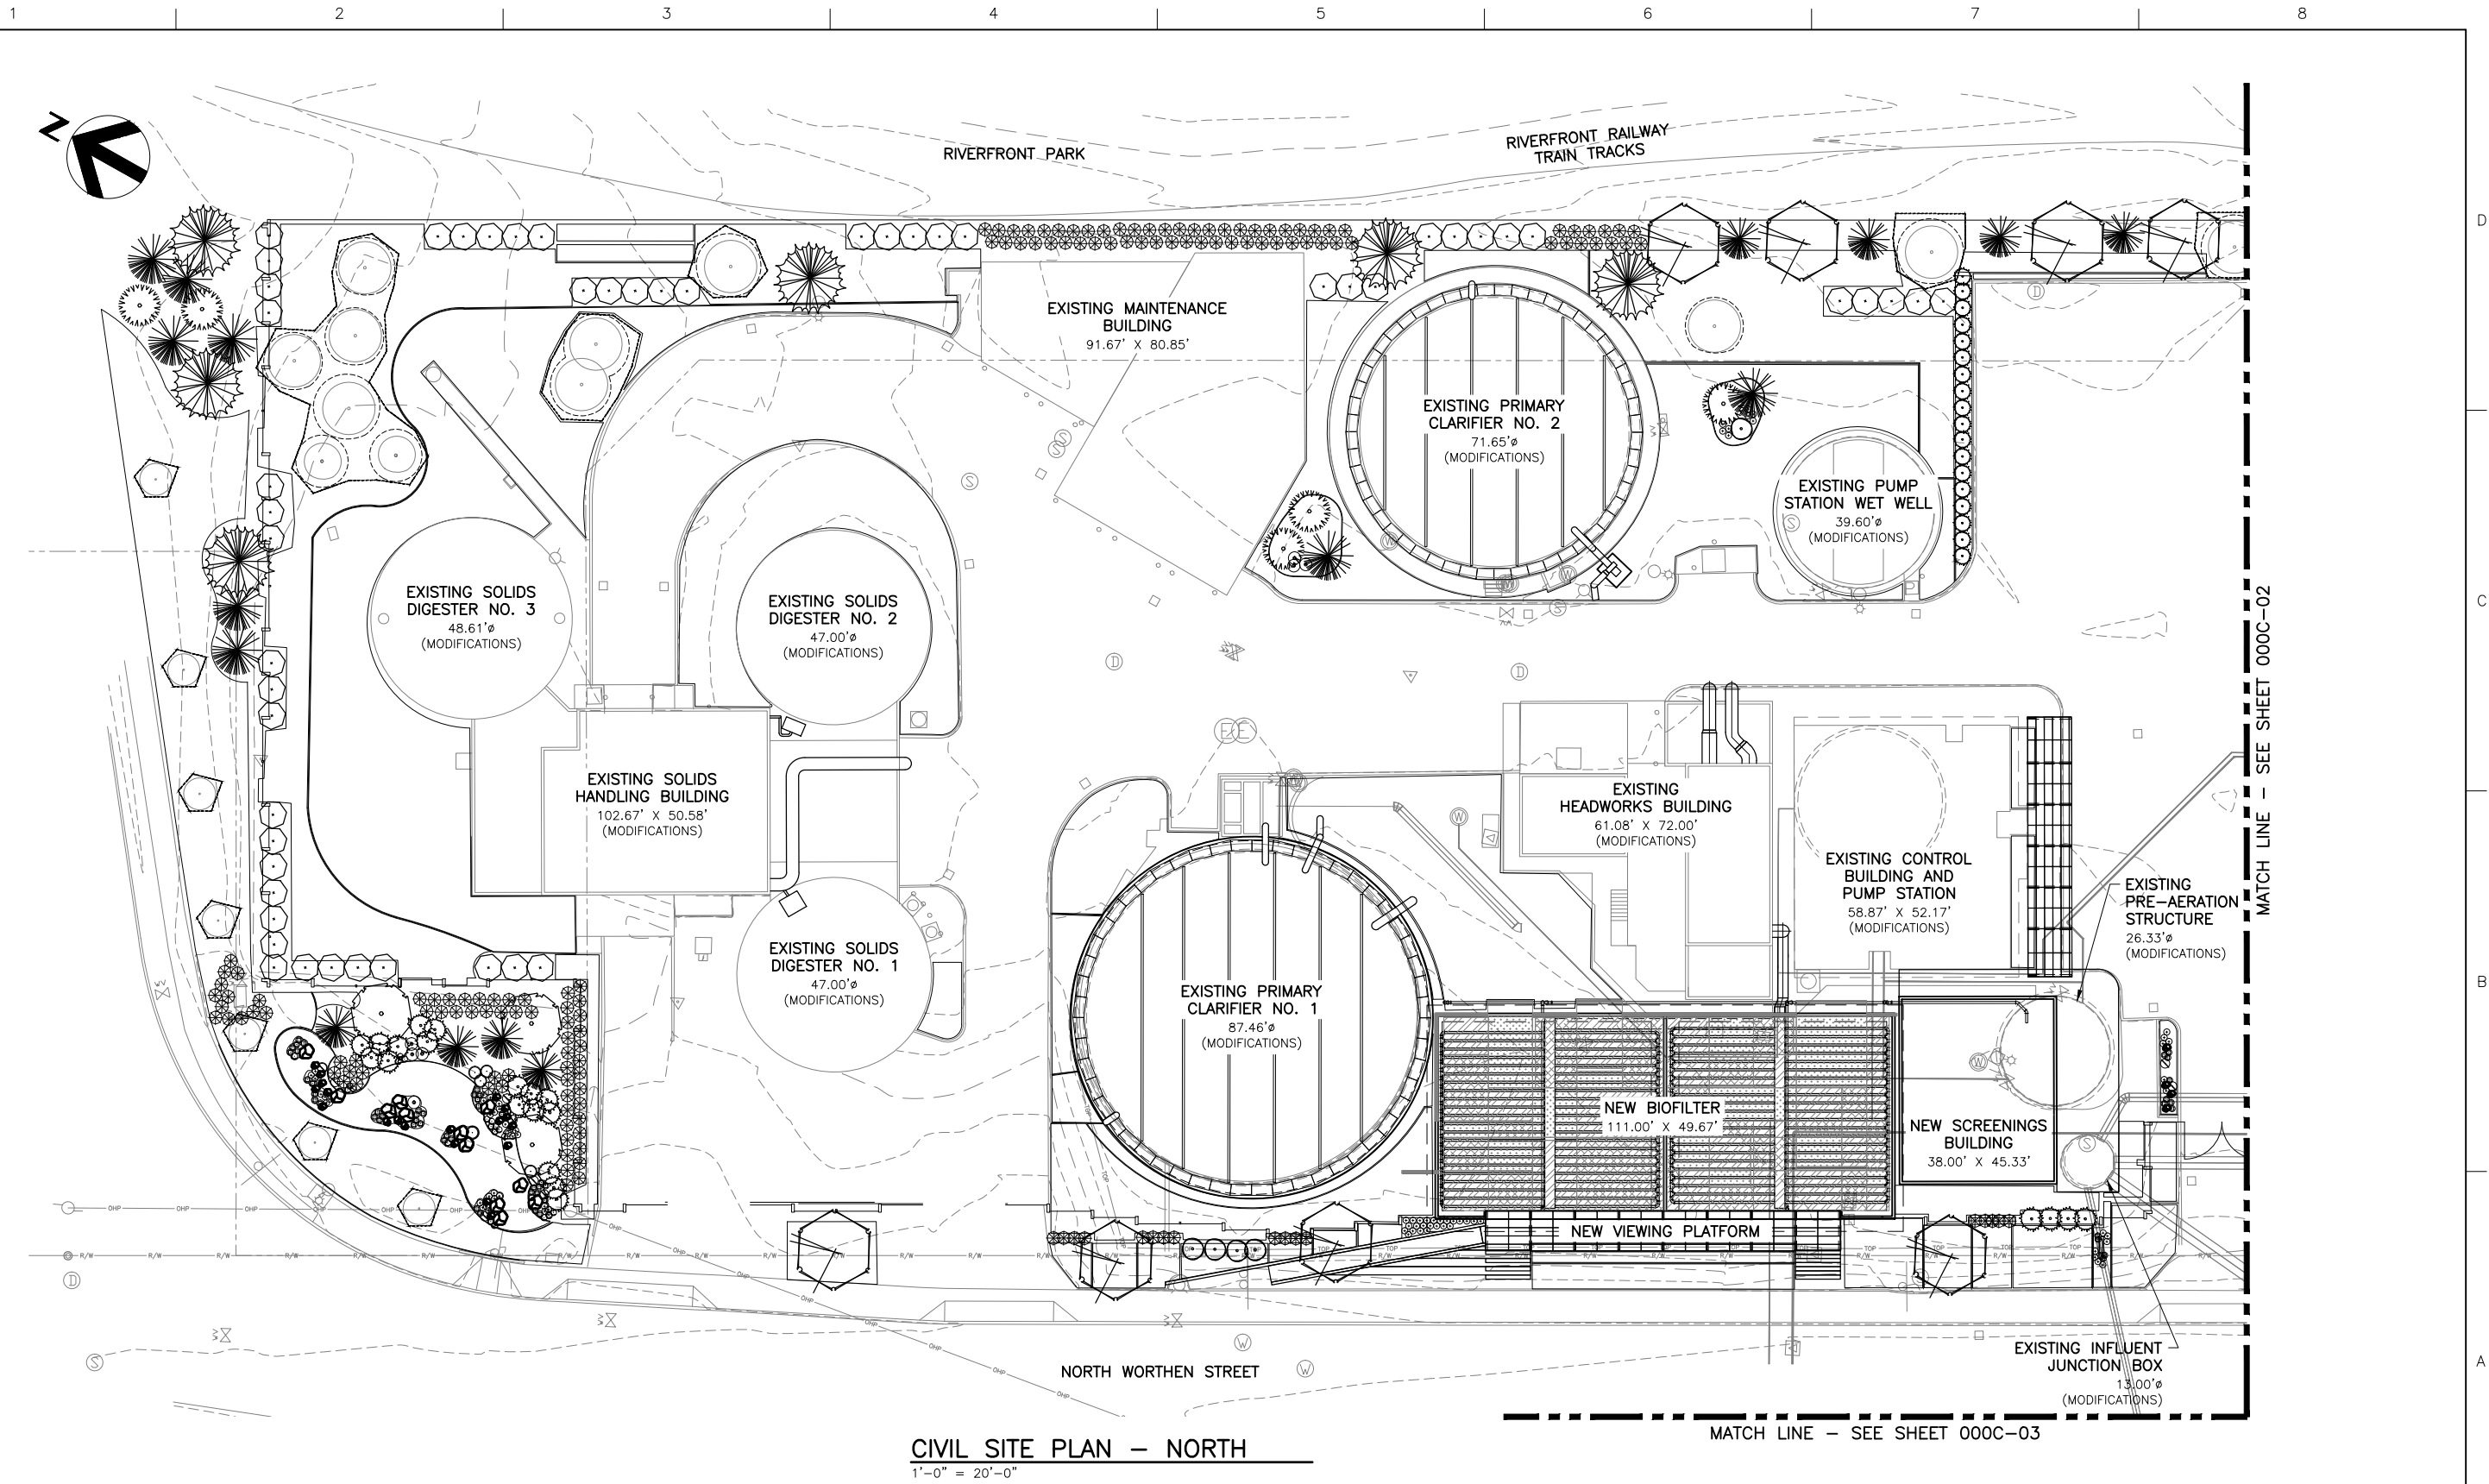 1 2 3 4 5 6 7 8
N
RIVERFRONT PARK
RIVERFRONT RAILWAY
TRAIN TRACKS
D
EXISTING MAINTENANCE
BUILDING
91.67' X 80.85'
EXISTING PRIMARY
CLARIFIER NO. 2
71.65'ø
(MODIFICATIONS)
EXISTING PUMP
STATION WET WELL
39.60'ø
(MODIFICATIONS)
EXISTING SOLIDS
DIGESTER NO. 3
48.61'ø
(MODIFICATIONS)
EXISTING SOLIDS
DIGESTER NO. 2
47.00'ø
(MODIFICATIONS)
C
MATCH LINE - SEE SHEET 000C-02
EXISTING SOLIDS
HANDLING BUILDING
102.67' X 50.58'
(MODIFICATIONS)
EXISTING
HEADWORKS BUILDING
61.08' X 72.00'
(MODIFICATIONS)
EXISTING CONTROL
BUILDING AND
PUMP STATION
58.87' X 52.17'
(MODIFICATIONS)
EXISTING
PRE-AERATION
STRUCTURE
26.33'ø
(MODIFICATIONS)
EXISTING SOLIDS
DIGESTER NO. 1
47.00'ø
(MODIFICATIONS)
EXISTING PRIMARY
CLARIFIER NO. 1
87.46'ø
(MODIFICATIONS)
B
NEW BIOFILTER
111.00' X 49.67'
NEW SCREENINGS
BUILDING
38.00' X 45.33'
NEW VIEWING PLATFORM
OHP
R/W
TOP
EXISTING INFLUENT
JUNCTION BOX
13.00'ø
(MODIFICATIONS)
A
NORTH WORTHEN STREET
MATCH LINE - SEE SHEET 000C-03
CIVIL SITE PLAN - NORTH
1'-0" = 20'-0"